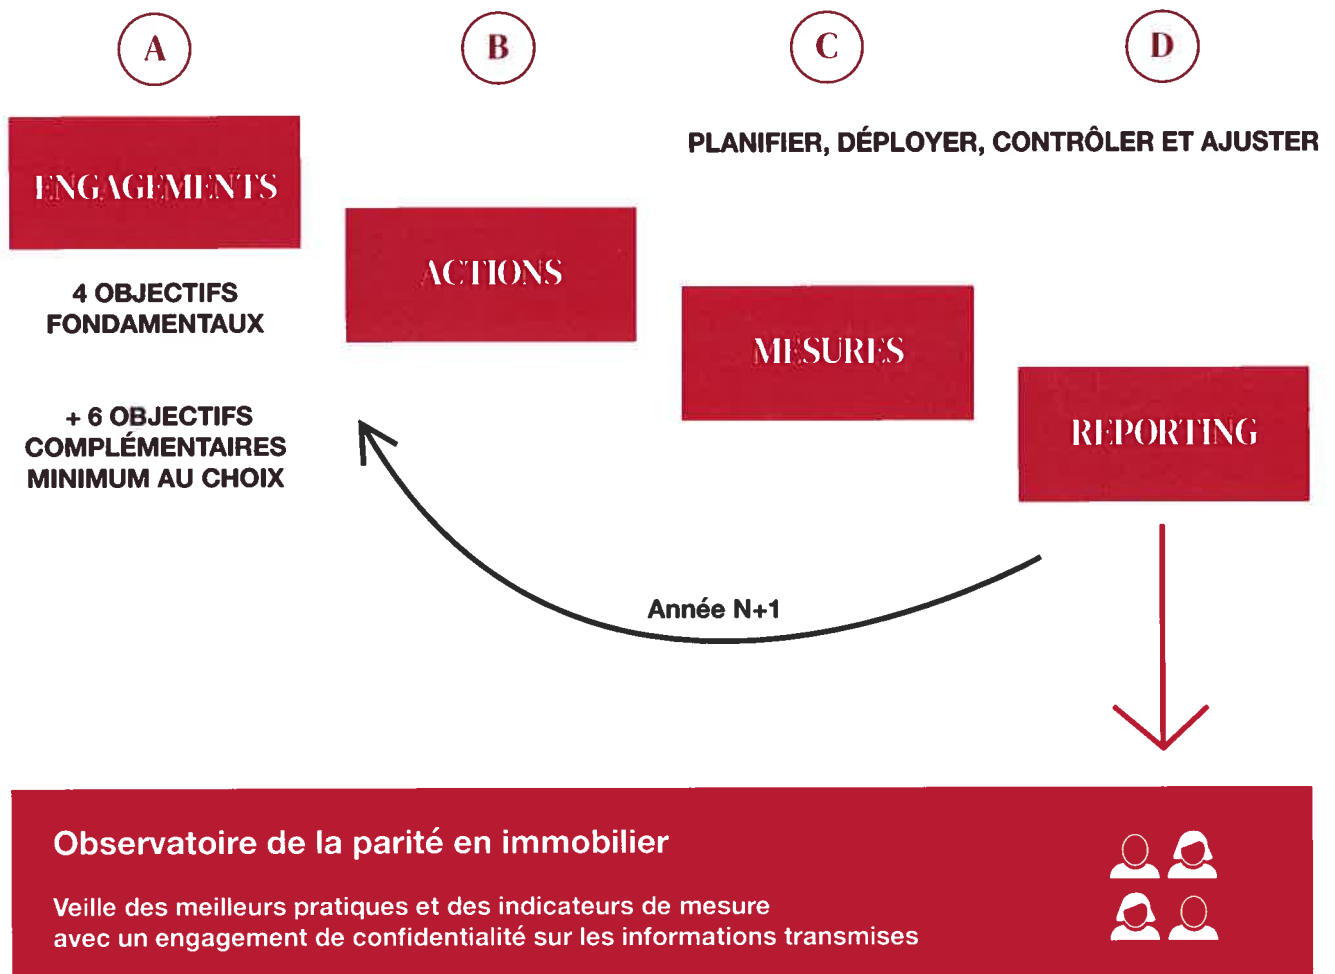 A
B
C
D
ENGAGEMENTS
PLANIFIER, DÉPLOYER, CONTRÔLER ET AJUSTER
ACTIONS
4 OBJECTIFS
FONDAMENTAUX
MESURES
+ 6 OBJECTIFS
COMPLÉMENTAIRES
MINIMUM AU CHOIX
REPORTING
Année N+1
Observatoire de la parité en immobilier
Veille des meilleurs pratiques et des indicateurs de mesure
avec un engagement de confidentialité sur les informations transmises